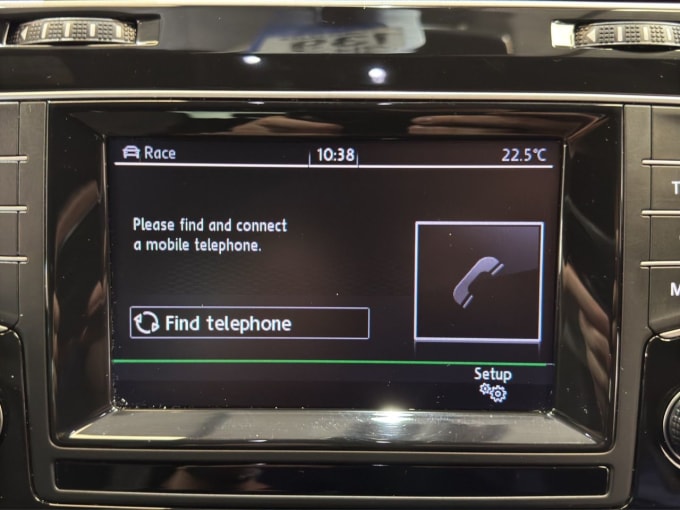 Race 10:38 22.5°C
Please find and connect
a mobile telephone.
Find telephone
Setup
T
M